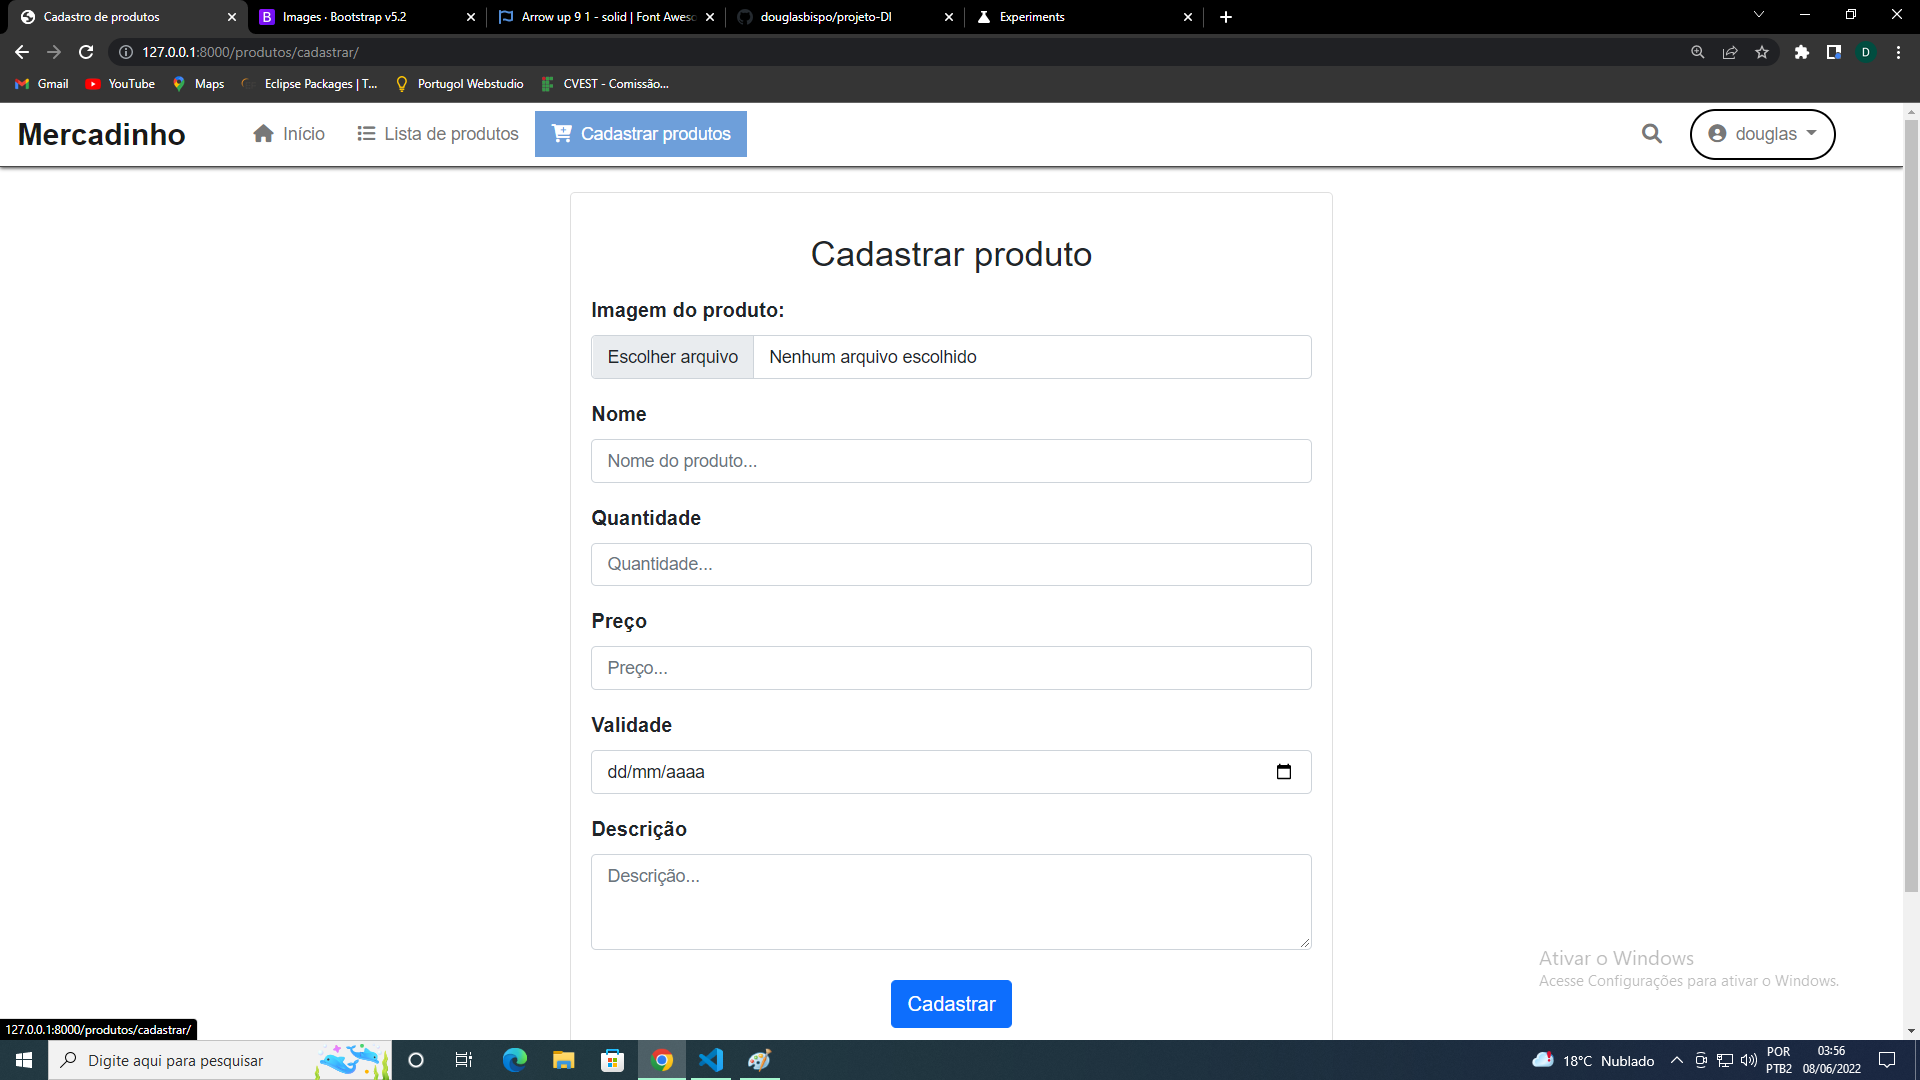 Cadastro de produtos
Images · Bootstrap v5.2
Arrow up 9 1 - solid | Font Aweso
douglasbispo/projeto-DI
Experiments
127.0.0.1:8000/produtos/cadastrar/
D
Gmail
YouTube
Maps
Eclipse Packages | T...
Portugol Webstudio
CVEST - Comissão...
Mercadinho
Início
Lista de produtos
Cadastrar produtos
douglas
Cadastrar produto
Imagem do produto:
Escolher arquivo
Nenhum arquivo escolhido
Nome
Nome do produto...
Quantidade
Quantidade...
Preço
Preço...
Validade
dd/mm/aaaa
Descrição
Descrição...
Cadastrar
Ativar o Windows
Acesse Configurações para ativar o Windows.
127.0.0.1:8000/produtos/cadastrar/
Digite aqui para pesquisar
18°C Nublado
POR
PTB2
03:56
08/06/2022